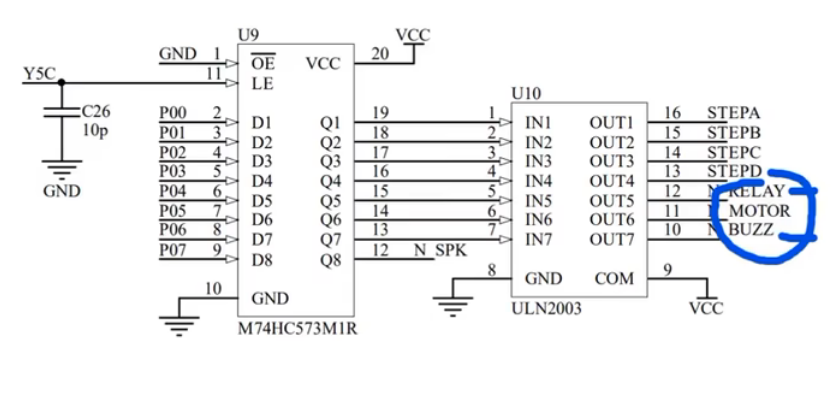 U9
VCC
GND 1
OE VCC 20
Y5C 11
LE
U10
C26
10p
P00 2 D1 Q1 19 1 IN1 OUT1 16 STEPA
P01 3 D2 Q2 18 2 IN2 OUT2 15 STEPB
P02 4 D3 Q3 17 3 IN3 OUT3 14 STEPC
P03 5 D4 Q4 16 4 IN4 OUT4 13 STEPD
P04 6 D5 Q5 15 5 IN5 OUT5 12 N RELAY
P05 7 D6 Q6 14 6 IN6 OUT6 11 MOTOR
P06 8 D7 Q7 13 7 IN7 OUT7 10 BUZZ
P07 9 D8 Q8 12 N SPK
GND
8 GND COM 9
10 GND
ULN2003 VCC
M74HC573M1R